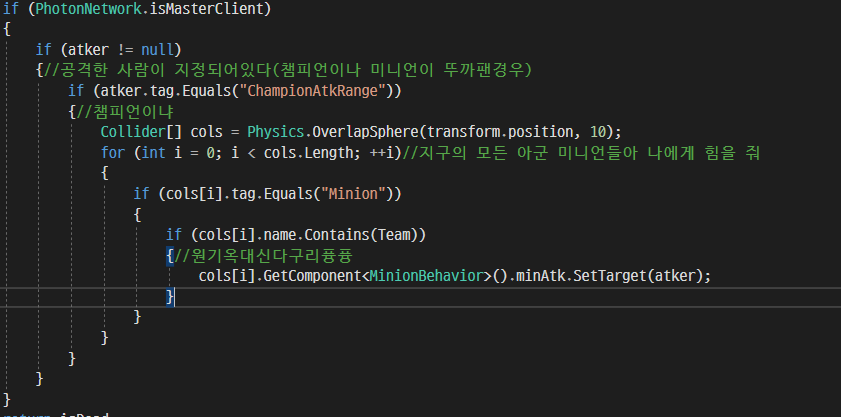 if (PhotonNetwork.isMasterClient)
{
if (atker != null)
{//공격한 사람이 지정되어있다(챔피언이나 미니언이 뚜까팬경우)
if (atker.tag.Equals("ChampionAtkRange"))
{//챔피언이냐
Collider[] cols = Physics.OverlapSphere(transform.position, 10);
for (int i = 0; i < cols.Length; ++i)//지구의 모든 아군 미니언들아 나에게 힘을 줘
{
if (cols[i].tag.Equals("Minion"))
{
if (cols[i].name.Contains(Team))
{//원기옥대신다구리퓽퓽
cols[i].GetComponent<MinionBehavior>().minAtk.SetTarget(atker);
}
}
}
}
}
}